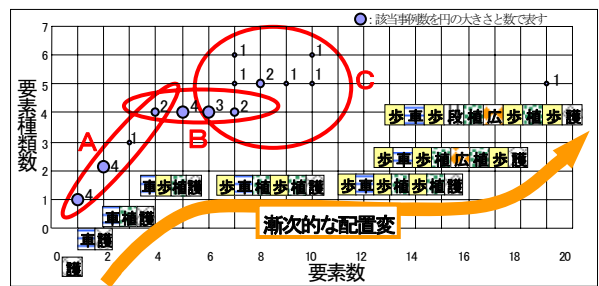 :該当事例数を円の大きさと数で表す
要素種類数
7
6
5
4
3
2
1
0
1
1
1
2
1
1
1
C
2
4
3
2
B
1
A
4
4
歩車歩段植広歩植歩護
歩車歩植広植歩護
車歩植護
歩車植歩植護
歩車歩植護
車植護
車護
護
漸次的な配置変
0
2
4
6
8
10
12
14
16
18
20
要素数